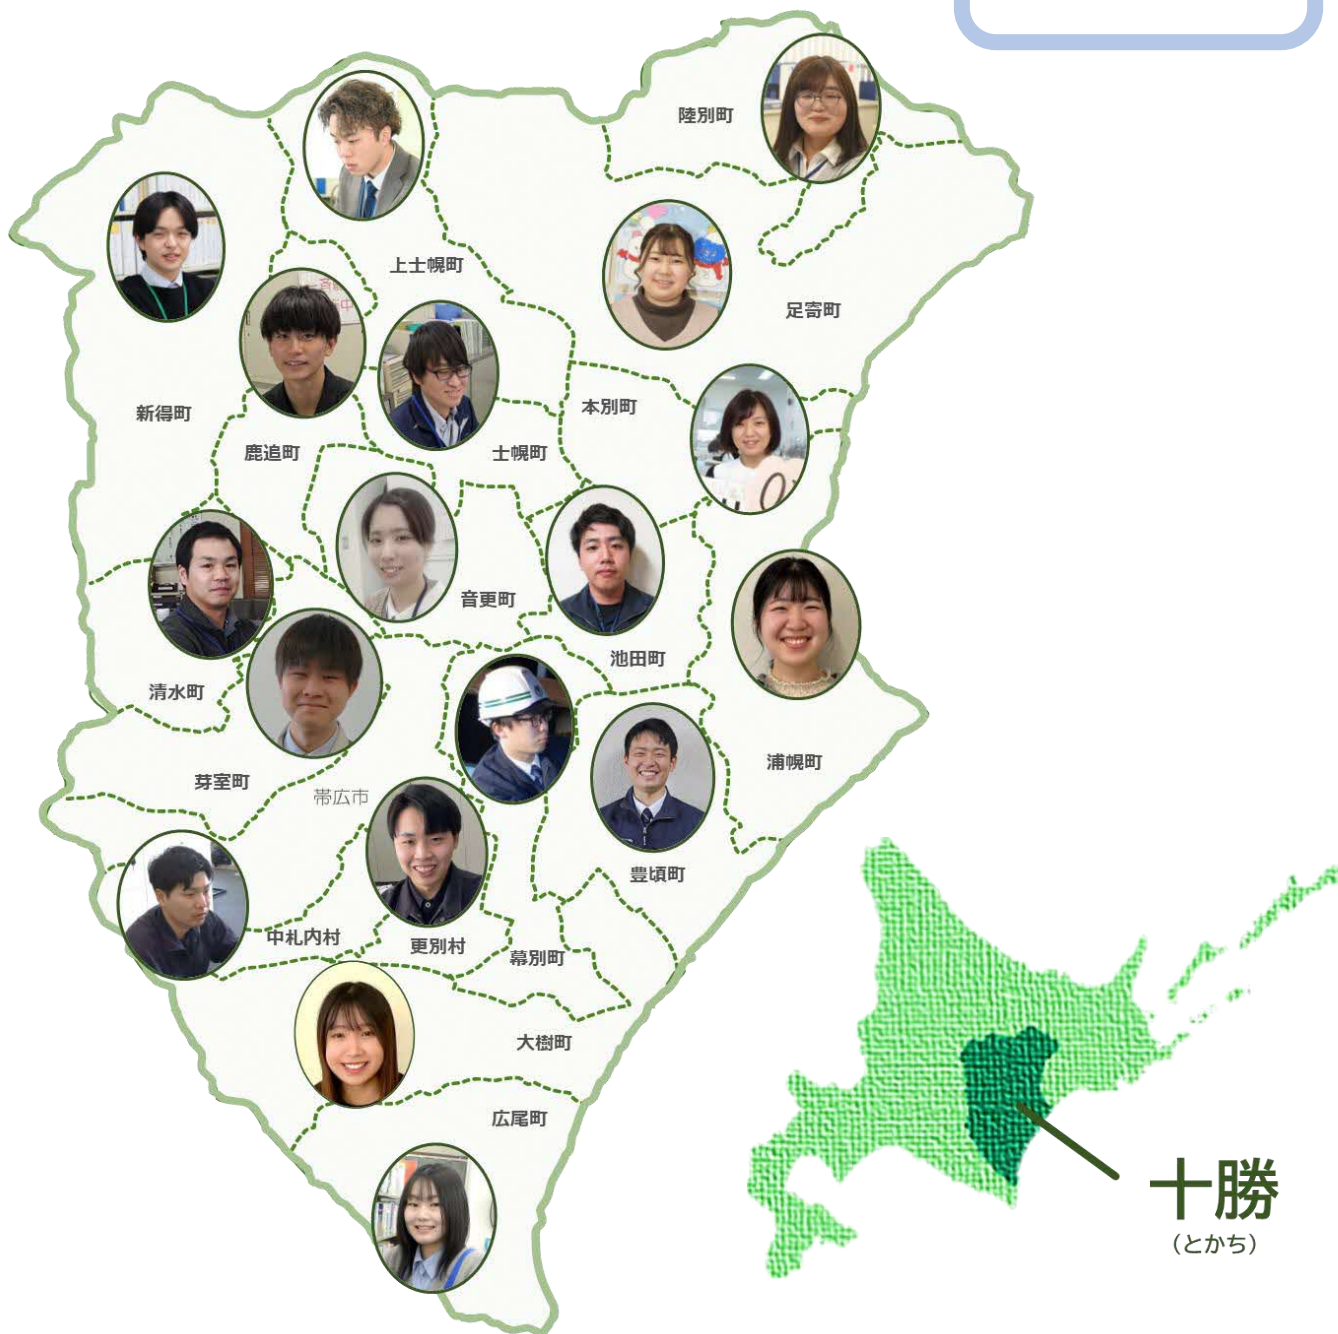 陸別町
上士幌町
足寄町
新得町
本別町
鹿追町
士幌町
音更町
池田町
清水町
浦幌町
芽室町
帯広市
豊頃町
中札内村
更別村
幕別町
大樹町
広尾町
十勝
(とかち)